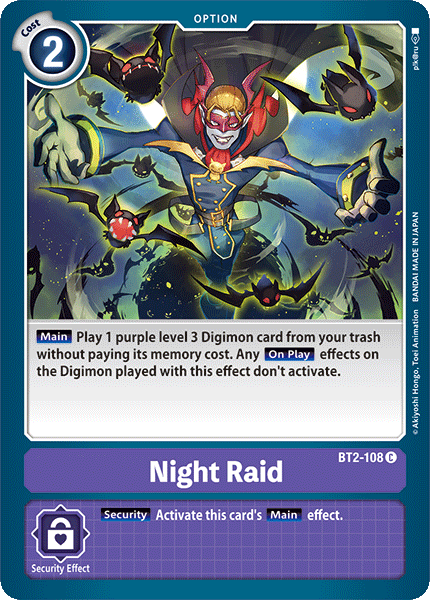 OPTION
Cost
2
plk@ru
Main Play 1 purple level 3 Digimon card from your trash
without paying its memory cost. Any On Play effects on
the Digimon played with this effect don't activate.
© Akiyoshi Hongo, Toei Animation BANDAI MADE IN JAPAN
BT2-108 C
Night Raid
Security Activate this card's Main effect.
Security Effect